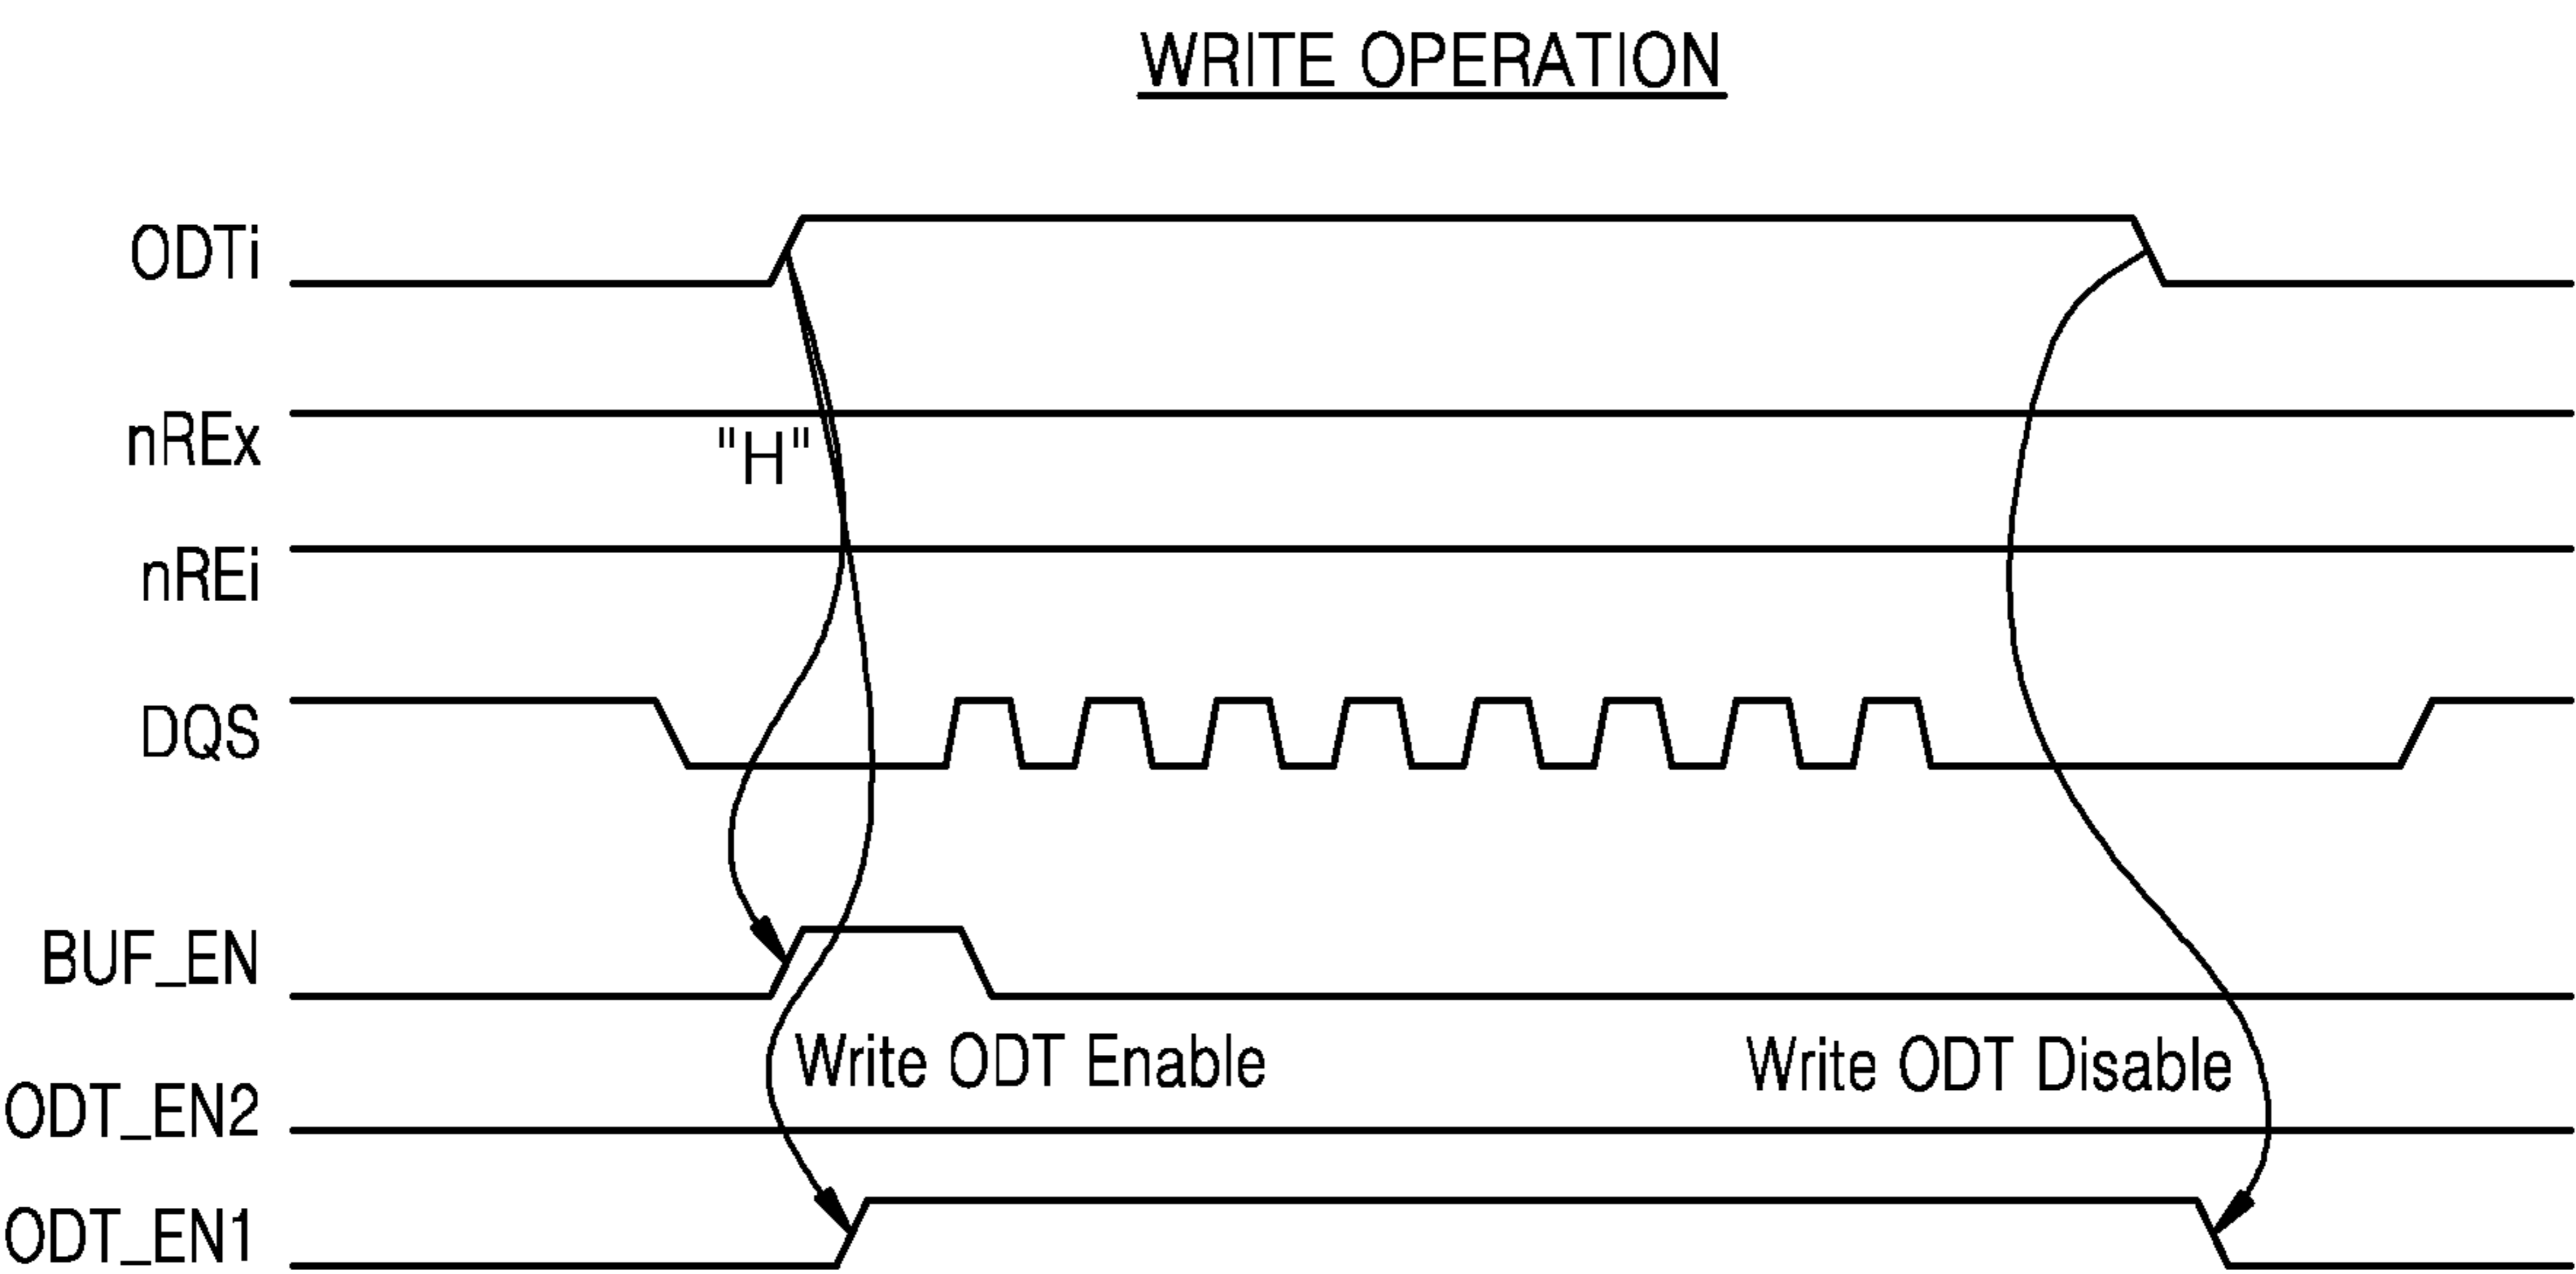 WRITE OPERATION
ODTi
nREx
"H"
nREi
DQS
BUF_EN
Write ODT Enable
Write ODT Disable
ODT_EN2
ODT_EN1